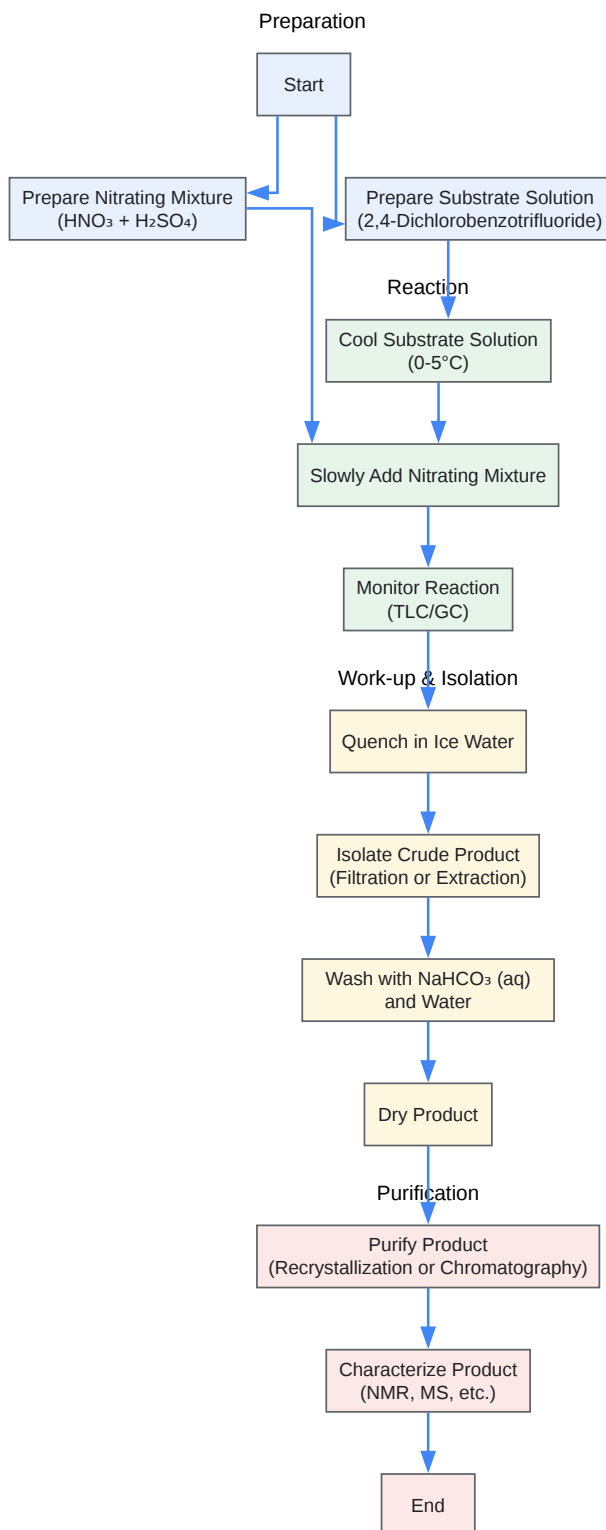 Preparation
Start
Prepare Nitrating Mixture
(HNO₃ + H₂SO₄)
Prepare Substrate Solution
(2,4-Dichlorobenzotrifluoride)
Reaction
Cool Substrate Solution
(0-5°C)
Slowly Add Nitrating Mixture
Monitor Reaction
(TLC/GC)
Work-up & Isolation
Quench in Ice Water
Isolate Crude Product
(Filtration or Extraction)
Wash with NaHCO₃ (aq)
and Water
Dry Product
Purification
Purify Product
(Recrystallization or Chromatography)
Characterize Product
(NMR, MS, etc.)
End